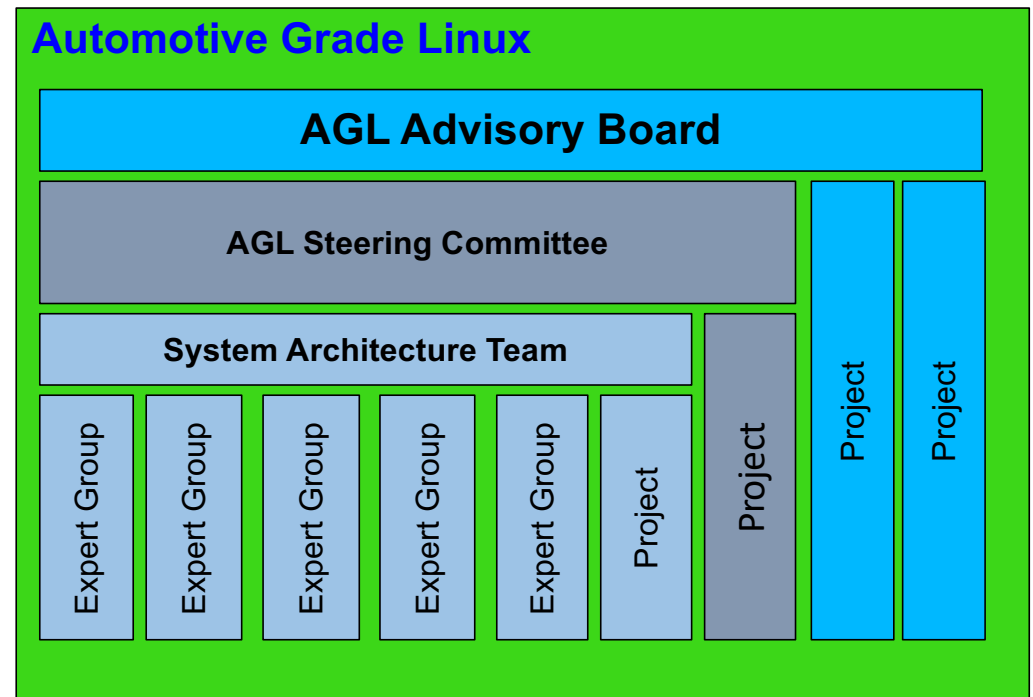 Automotive Grade Linux
AGL Advisory Board
AGL Steering Committee
System Architecture Team
Expert Group
Expert Group
Expert Group
Expert Group
Expert Group
Project
Project
Project
Project